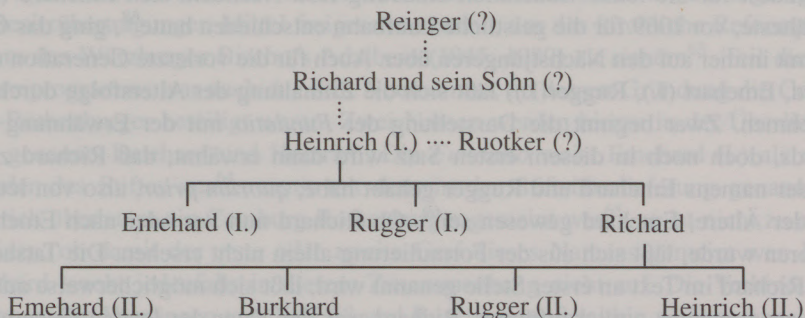 Reinger (?)
Richard und sein Sohn (?)
Heinrich (I.) ···· Ruotker (?)
Emehard (I.) Rugger (I.) Richard
Emehard (II.) Burkhard Rugger (II.) Heinrich (II.)